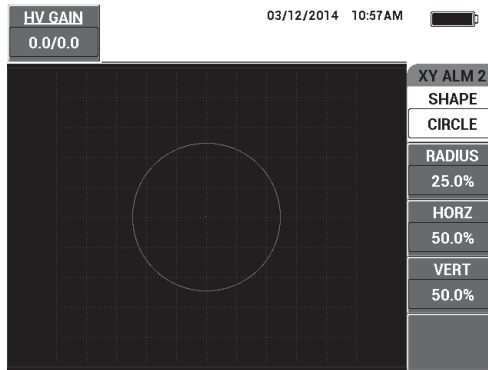 HV GAIN
0.0/0.0
03/12/2014 10:57AM
XY ALM 2
SHAPE
CIRCLE
RADIUS
25.0%
HORZ
50.0%
VERT
50.0%